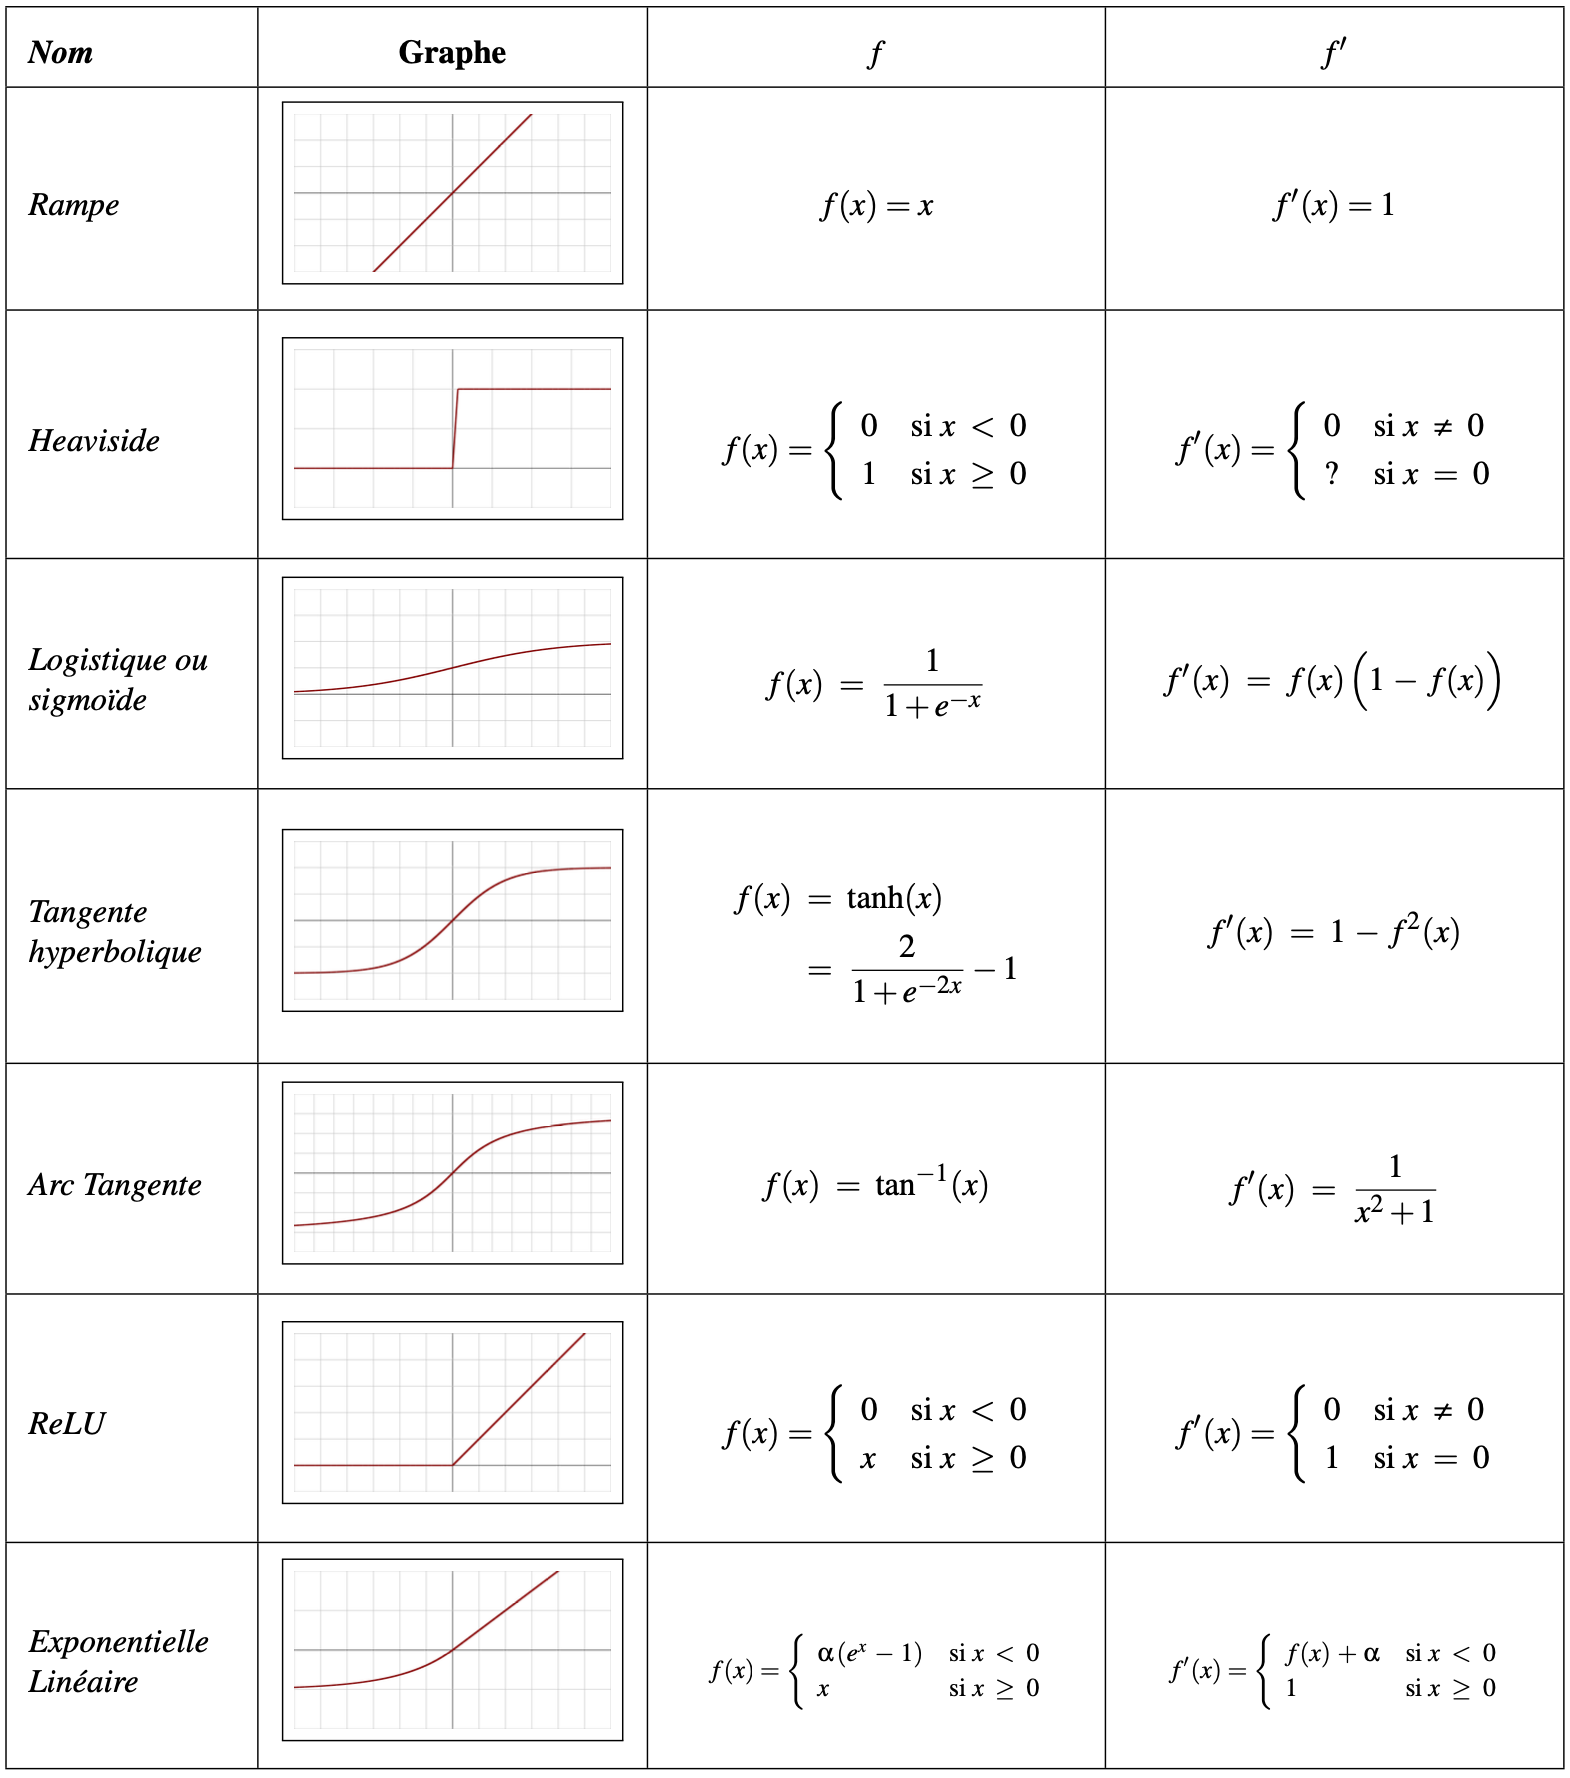 Nom Graphe f f′
Rampe f(x) = x f′(x) = 1
Heaviside f(x) = { 0 si x < 0 f′(x) = { 0 si x ≠ 0
1 si x ≥ 0 ? si x = 0
Logistique ou
sigmoïde f(x) = 1 / (1 + e^{−x}) f′(x) = f(x)(1 − f(x))
Tangente
hyperbolique f(x) = tanh(x)
= 2 / (1 + e^{−2x}) − 1 f′(x) = 1 − f²(x)
Arc Tangente f(x) = tan⁻¹(x) f′(x) = 1 / (x² + 1)
ReLU f(x) = { 0 si x < 0 f′(x) = { 0 si x ≠ 0
x si x ≥ 0 1 si x = 0
Exponentielle
Linéaire f(x) = { α(eˣ − 1) si x < 0 f′(x) = { f(x) + α si x < 0
x si x ≥ 0 1 si x ≥ 0